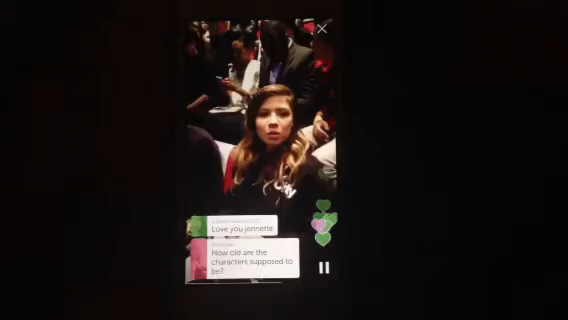 Love you jennette
How old are the
characters supposed to
be?